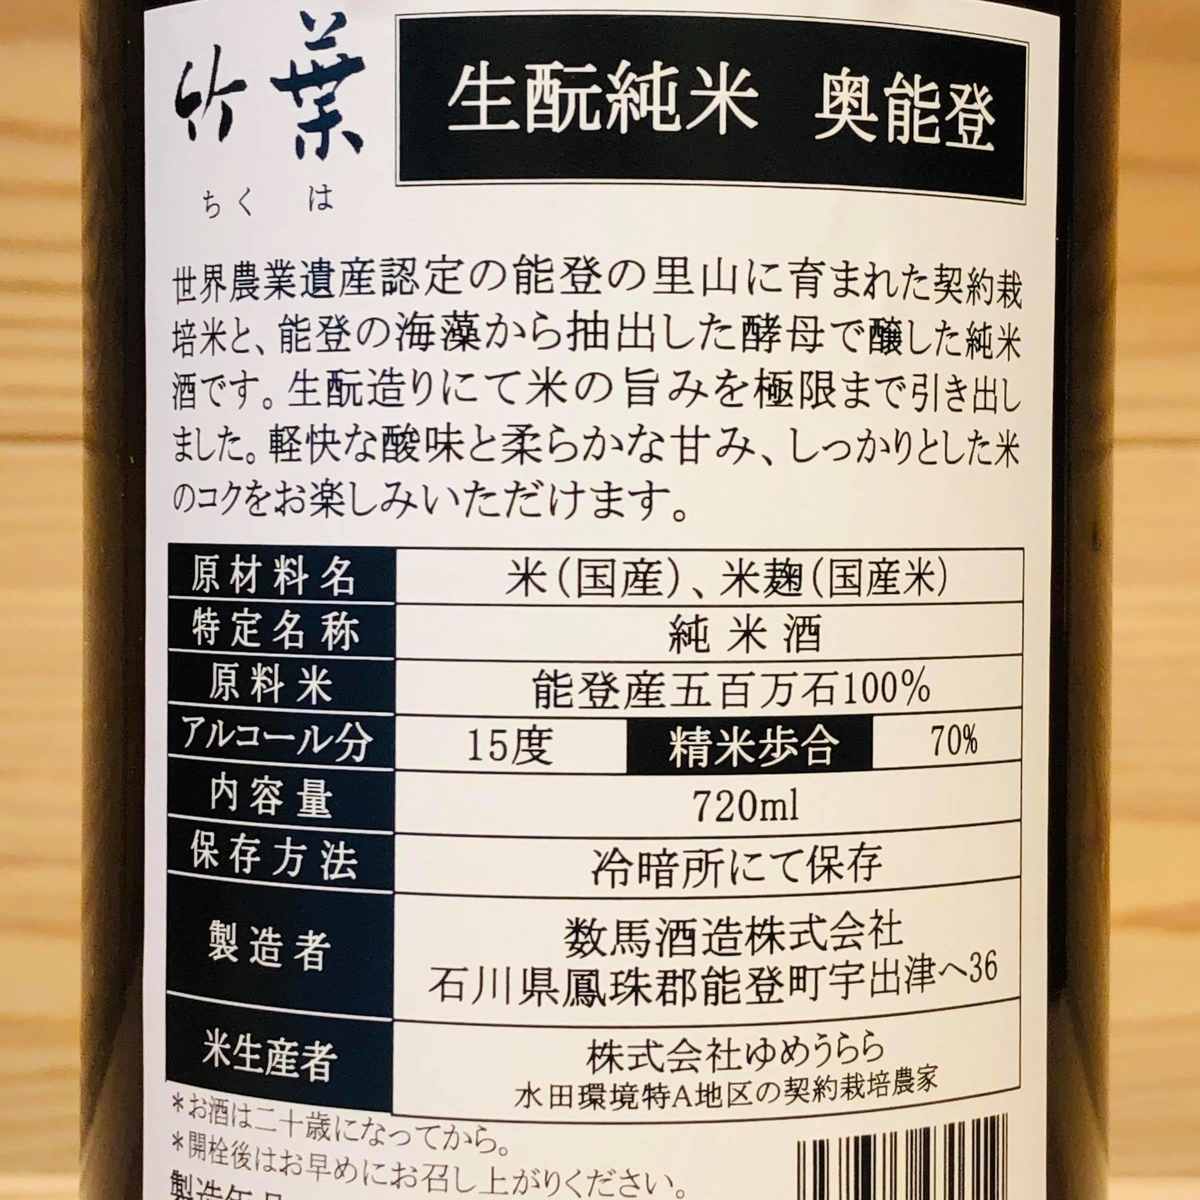 竹葉
ちくは
生酛純米 奥能登
世界農業遺産認定の能登の里山に育まれた契約栽
培米と、能登の海藻から抽出した酵母で醸した純米
酒です。生酛造りにて米の旨みを極限まで引き出し
ました。軽快な酸味と柔らかな甘み、しっかりとした米
のコクをお楽しみいただけます。
原材料名 米(国産)、米麹(国産米)
特定名称 純米酒
原料米 能登産五百万石100%
アルコール分 15度 精米歩合 70%
内容量 720ml
保存方法 冷暗所にて保存
製造者 数馬酒造株式会社
石川県鳳珠郡能登町宇出津へ36
米生産者 株式会社ゆめうらら
水田環境特A地区の契約栽培農家
*お酒は二十歳になってから。
*開栓後はお早めにお召し上がりください。
製造年月